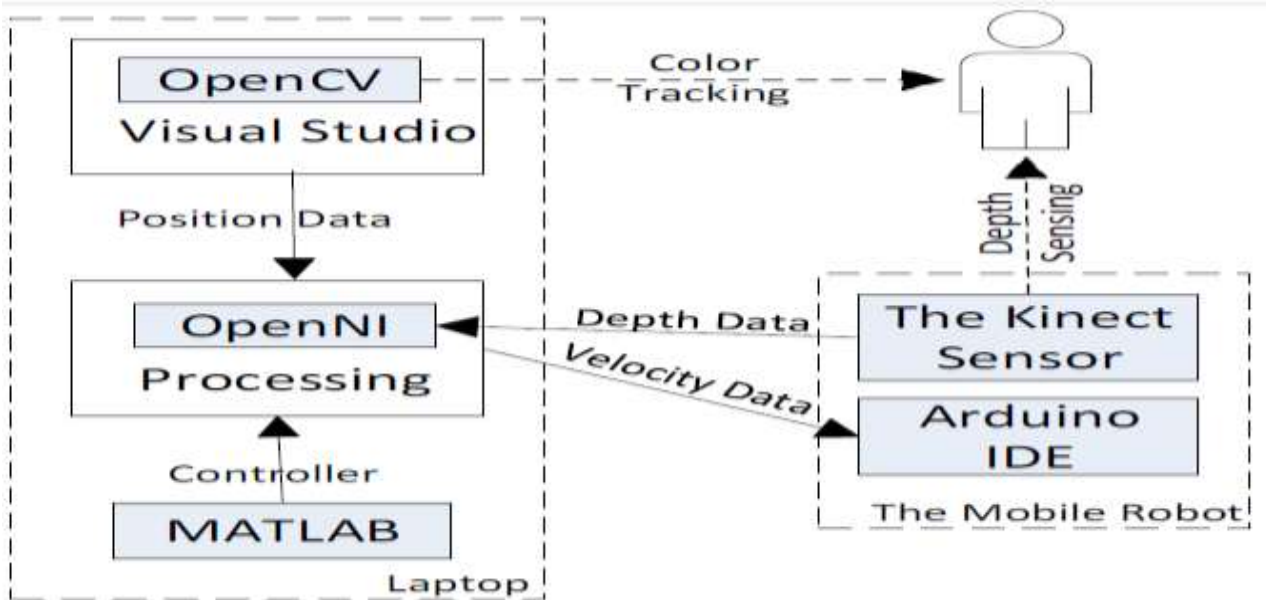 OpenCV
Visual Studio
Color
Tracking
Position Data
OpenNI
Processing
Depth Data
Velocity Data
Depth
Sensing
The Kinect
Sensor
Arduino
IDE
The Mobile Robot
Controller
MATLAB
Laptop